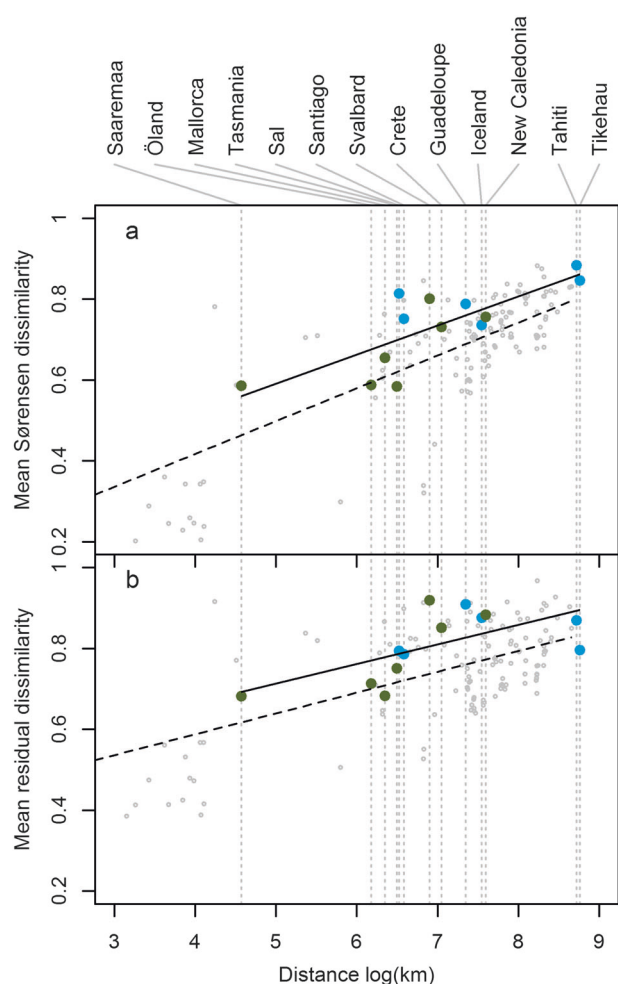 Saaremaa
Öland
Mallorca
Tasmania
Sal
Santiago
Svalbard
Crete
Guadeloupe
Iceland
New Caledonia
Tahiti
Tikehau
a
Mean Sørensen dissimilarity
1
0.8
0.6
0.4
0.2
b
Mean residual dissimilarity
1
0.8
0.6
0.4
0.2
3 4 5 6 7 8 9
Distance log(km)